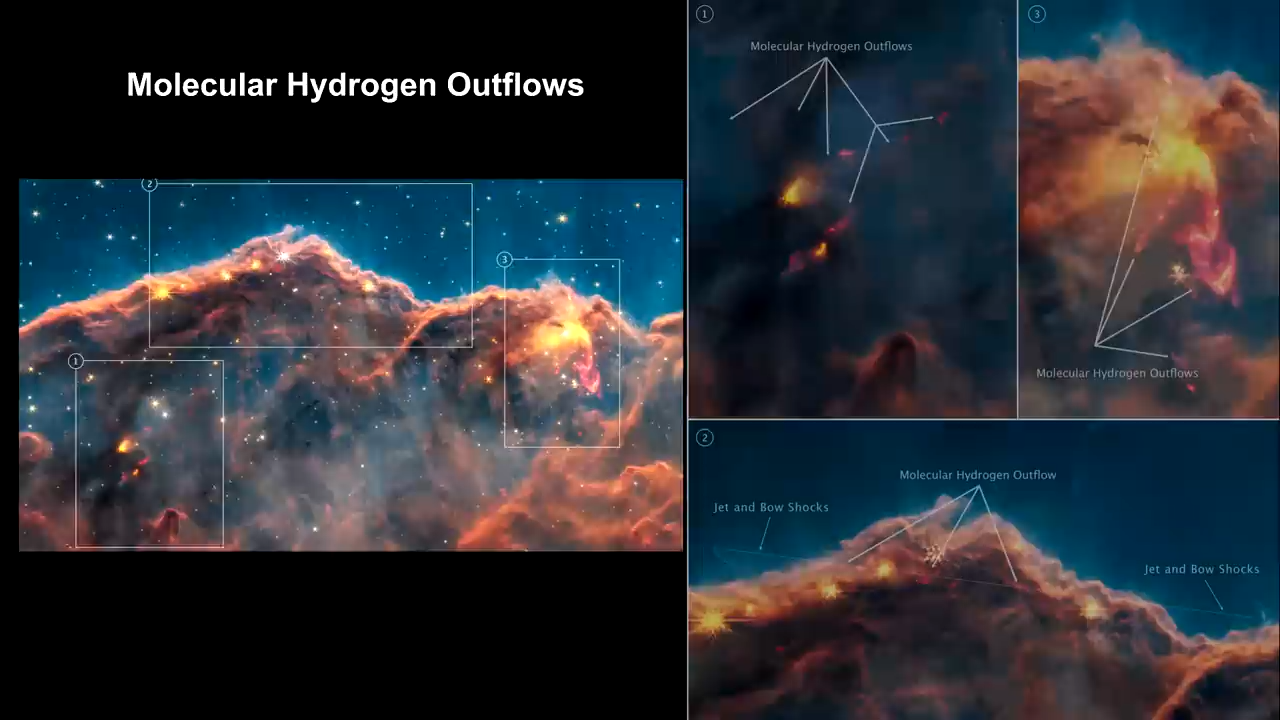 Molecular Hydrogen Outflows
2
3
1
1
Molecular Hydrogen Outflows
3
Molecular Hydrogen Outflows
2
Molecular Hydrogen Outflow
Jet and Bow Shocks
Jet and Bow Shocks